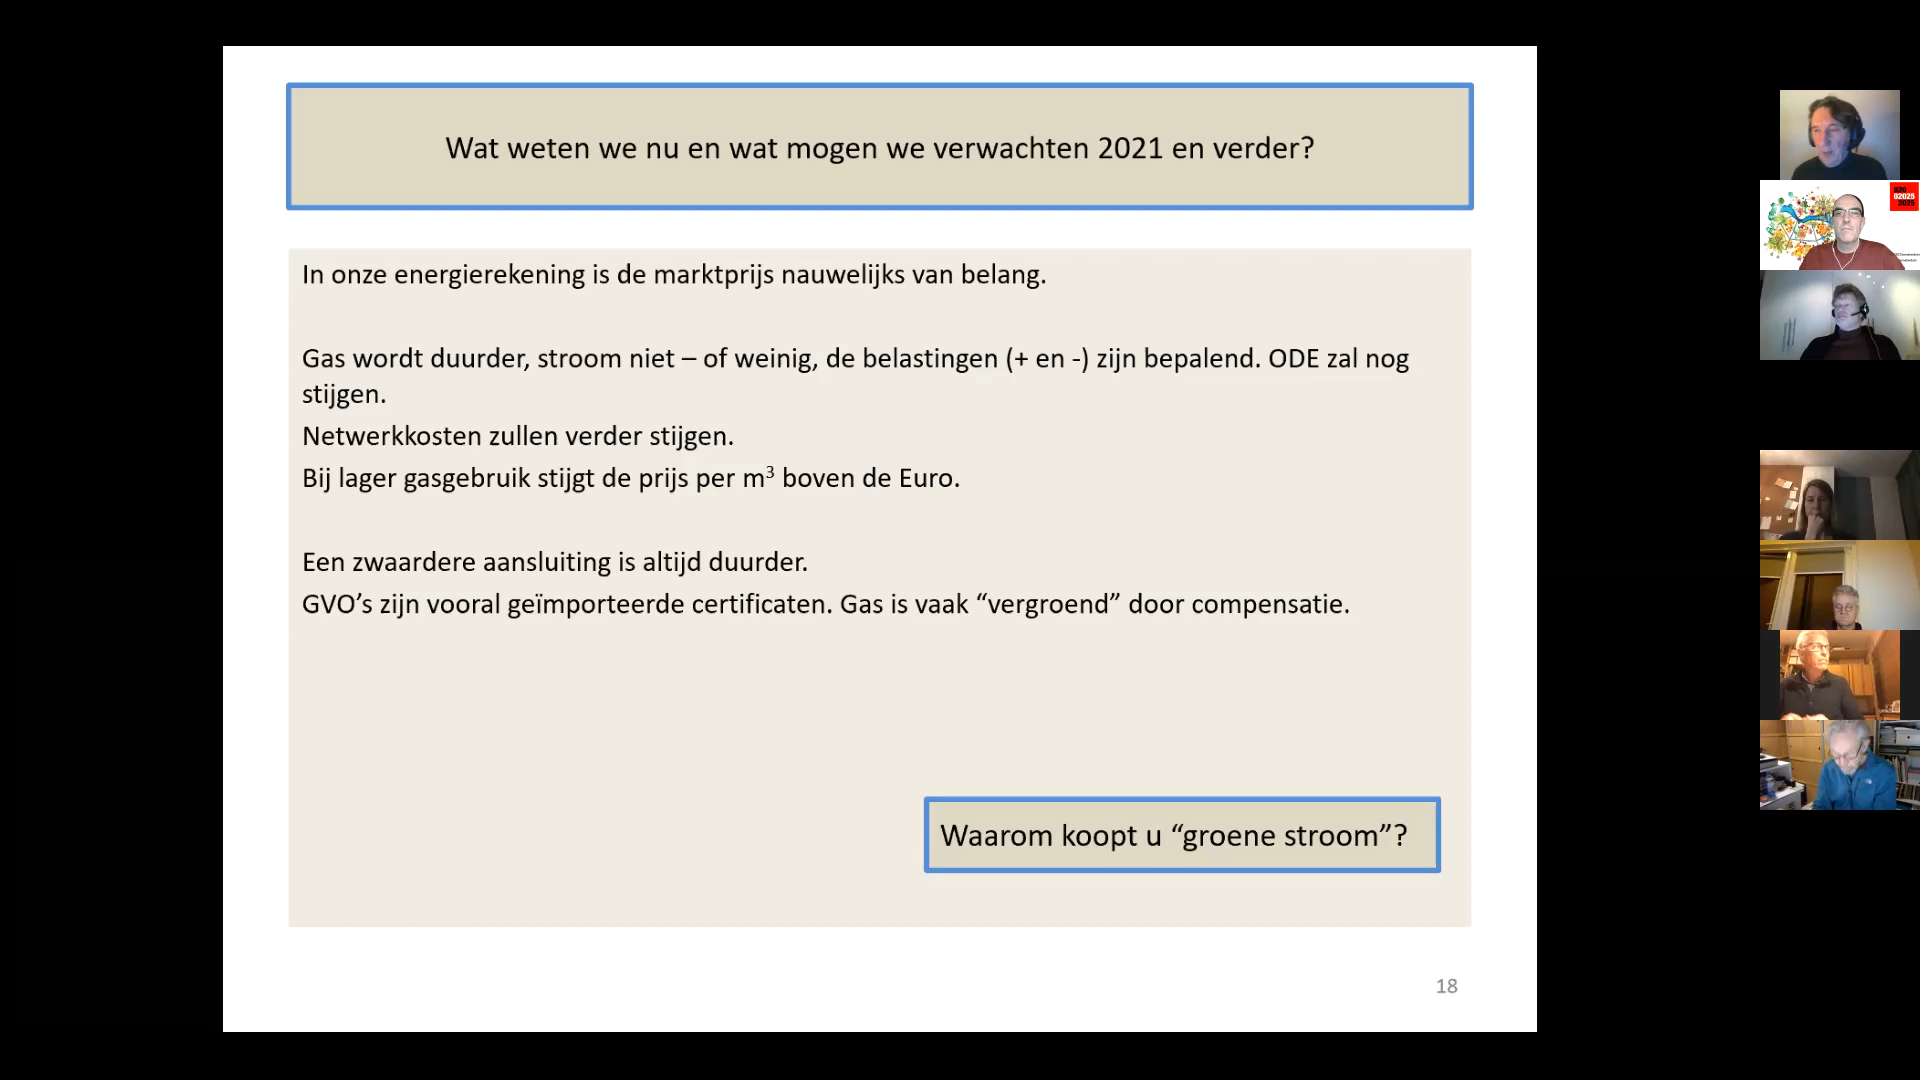 Wat weten we nu en wat mogen we verwachten 2021 en verder?
In onze energierekening is de marktprijs nauwelijks van belang.
Gas wordt duurder, stroom niet – of weinig, de belastingen (+ en -) zijn bepalend. ODE zal nog
stijgen.
Netwerkkosten zullen verder stijgen.
Bij lager gasgebruik stijgt de prijs per m³ boven de Euro.
Een zwaardere aansluiting is altijd duurder.
GVO’s zijn vooral geïmporteerde certificaten. Gas is vaak “vergroend” door compensatie.
Waarom koopt u “groene stroom”?
18
02025